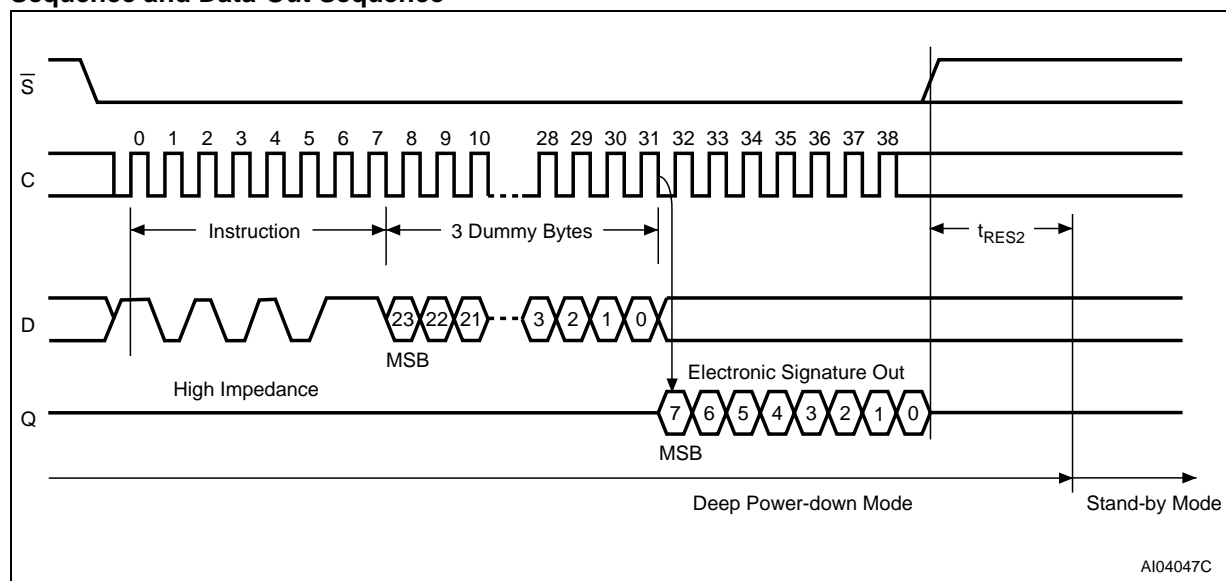 Sequence and Data-Out Sequence
S
0 1 2 3 4 5 6 7 8 9 10 28 29 30 31 32 33 34 35 36 37 38
C
Instruction 3 Dummy Bytes tRES2
D 23 22 21 3 2 1 0
MSB
High Impedance Electronic Signature Out
Q 7 6 5 4 3 2 1 0
MSB
Deep Power-down Mode Stand-by Mode
AI04047C